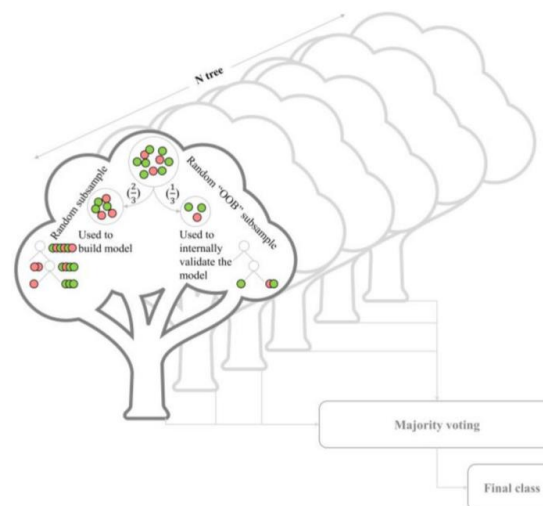 N tree
Random subsample
(2/3)
(1/3)
Random "OOB" subsample
Used to
build model
Used to
internally
validate the
model
Majority voting
Final class